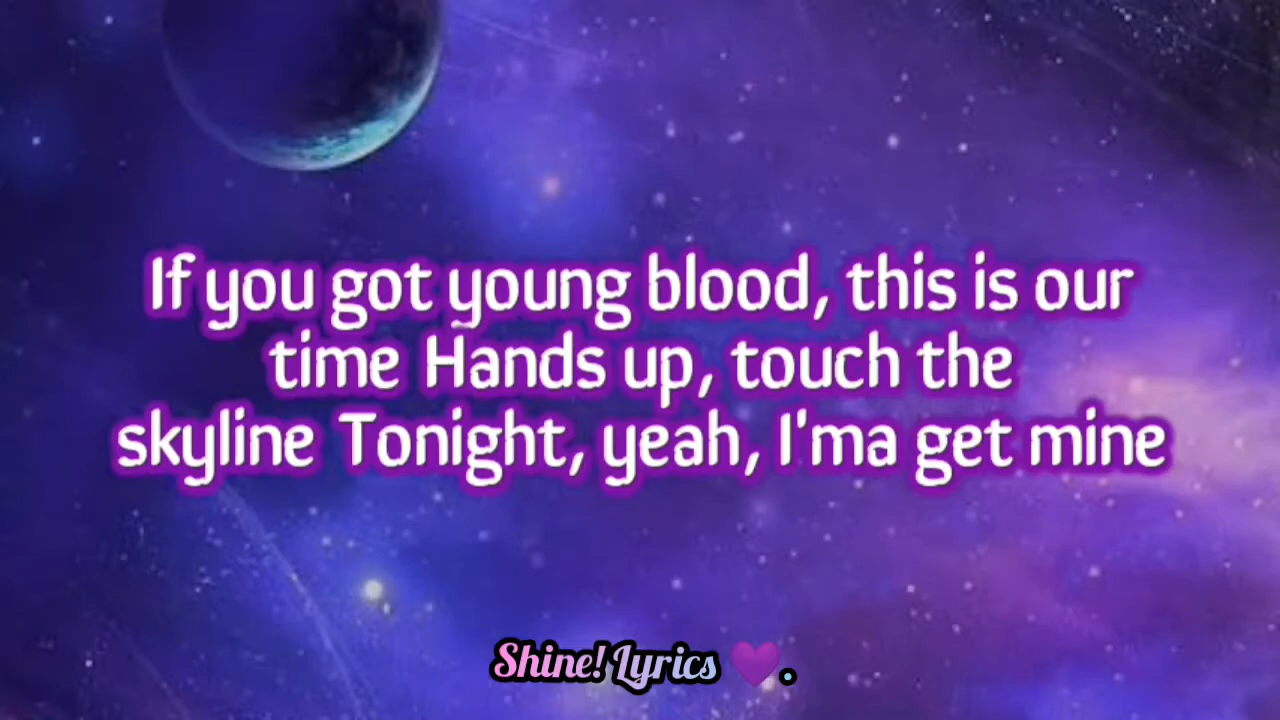 If you got young blood, this is our
time Hands up, touch the
skyline Tonight, yeah, I'ma get mine
Shine! Lyrics 💜.